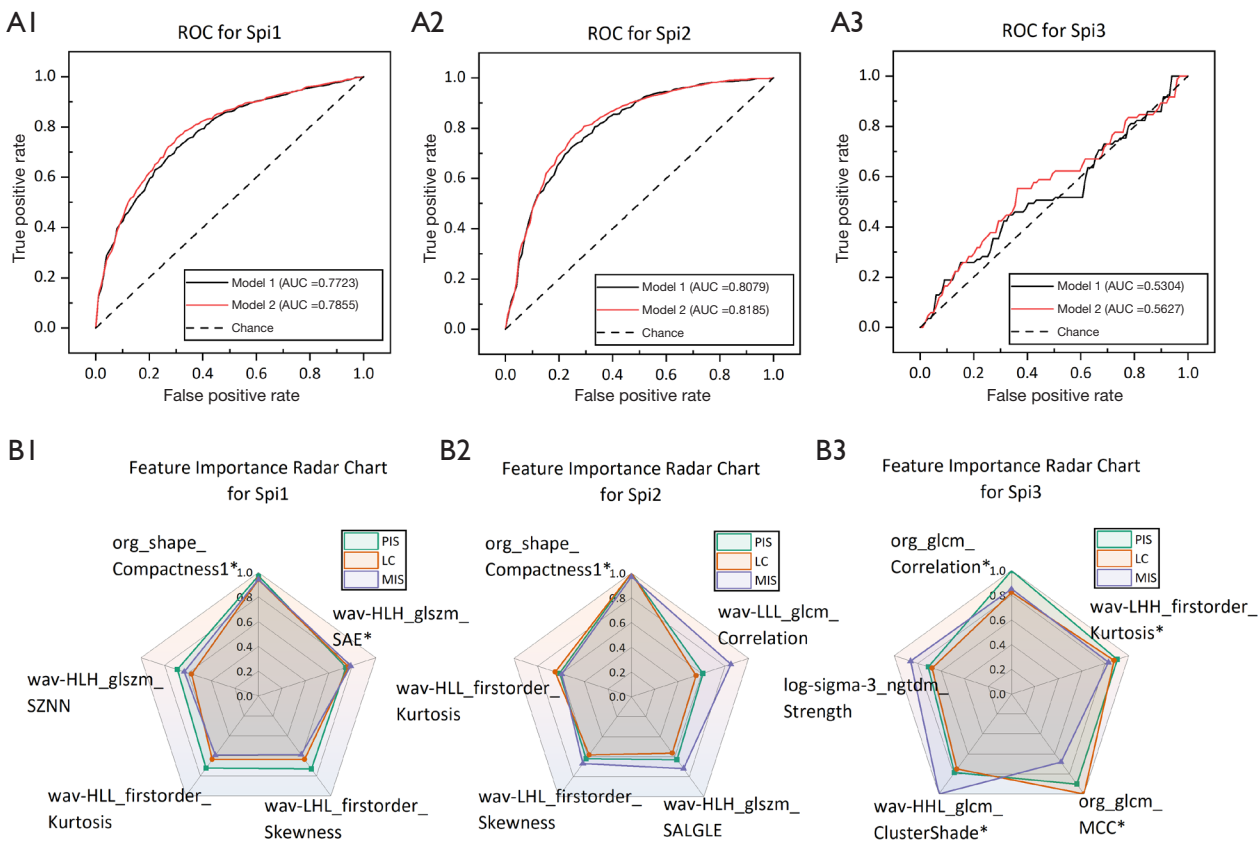 A1
ROC for Spi1
True positive rate
1.0
0.8
0.6
0.4
0.2
0.0
Model 1 (AUC =0.7723)
Model 2 (AUC =0.7855)
Chance
0.0 0.2 0.4 0.6 0.8 1.0
False positive rate
A2
ROC for Spi2
True positive rate
1.0
0.8
0.6
0.4
0.2
0.0
Model 1 (AUC =0.8079)
Model 2 (AUC =0.8185)
Chance
0.0 0.2 0.4 0.6 0.8 1.0
False positive rate
A3
ROC for Spi3
True positive rate
1.0
0.8
0.6
0.4
0.2
0.0
Model 1 (AUC =0.5304)
Model 2 (AUC =0.5627)
Chance
0.0 0.2 0.4 0.6 0.8 1.0
False positive rate
B1
Feature Importance Radar Chart
for Spi1
PIS
LC
MIS
org_shape_
Compactness1*
1.0
0.8
0.6
0.4
0.2
0.0
wav-HLH_glszm_
SAE*
wav-HLH_glszm_
SZNN
wav-HLL_firstorder_
Kurtosis
wav-LHL_firstorder_
Skewness
B2
Feature Importance Radar Chart
for Spi2
PIS
LC
MIS
org_shape_
Compactness1*
1.0
0.8
0.6
0.4
0.2
0.0
wav-LLL_glcm_
Correlation
wav-HLL_firstorder_
Kurtosis
wav-LHL_firstorder_
Skewness
wav-HLH_glszm_
SALGLE
B3
Feature Importance Radar Chart
for Spi3
PIS
LC
MIS
org_glcm_
Correlation*
1.0
0.8
0.6
0.4
0.2
0.0
wav-LHH_firstorder_
Kurtosis*
log-sigma-3_ngtdm_
Strength
wav-HHL_glcm_
ClusterShade*
org_glcm_
MCC*